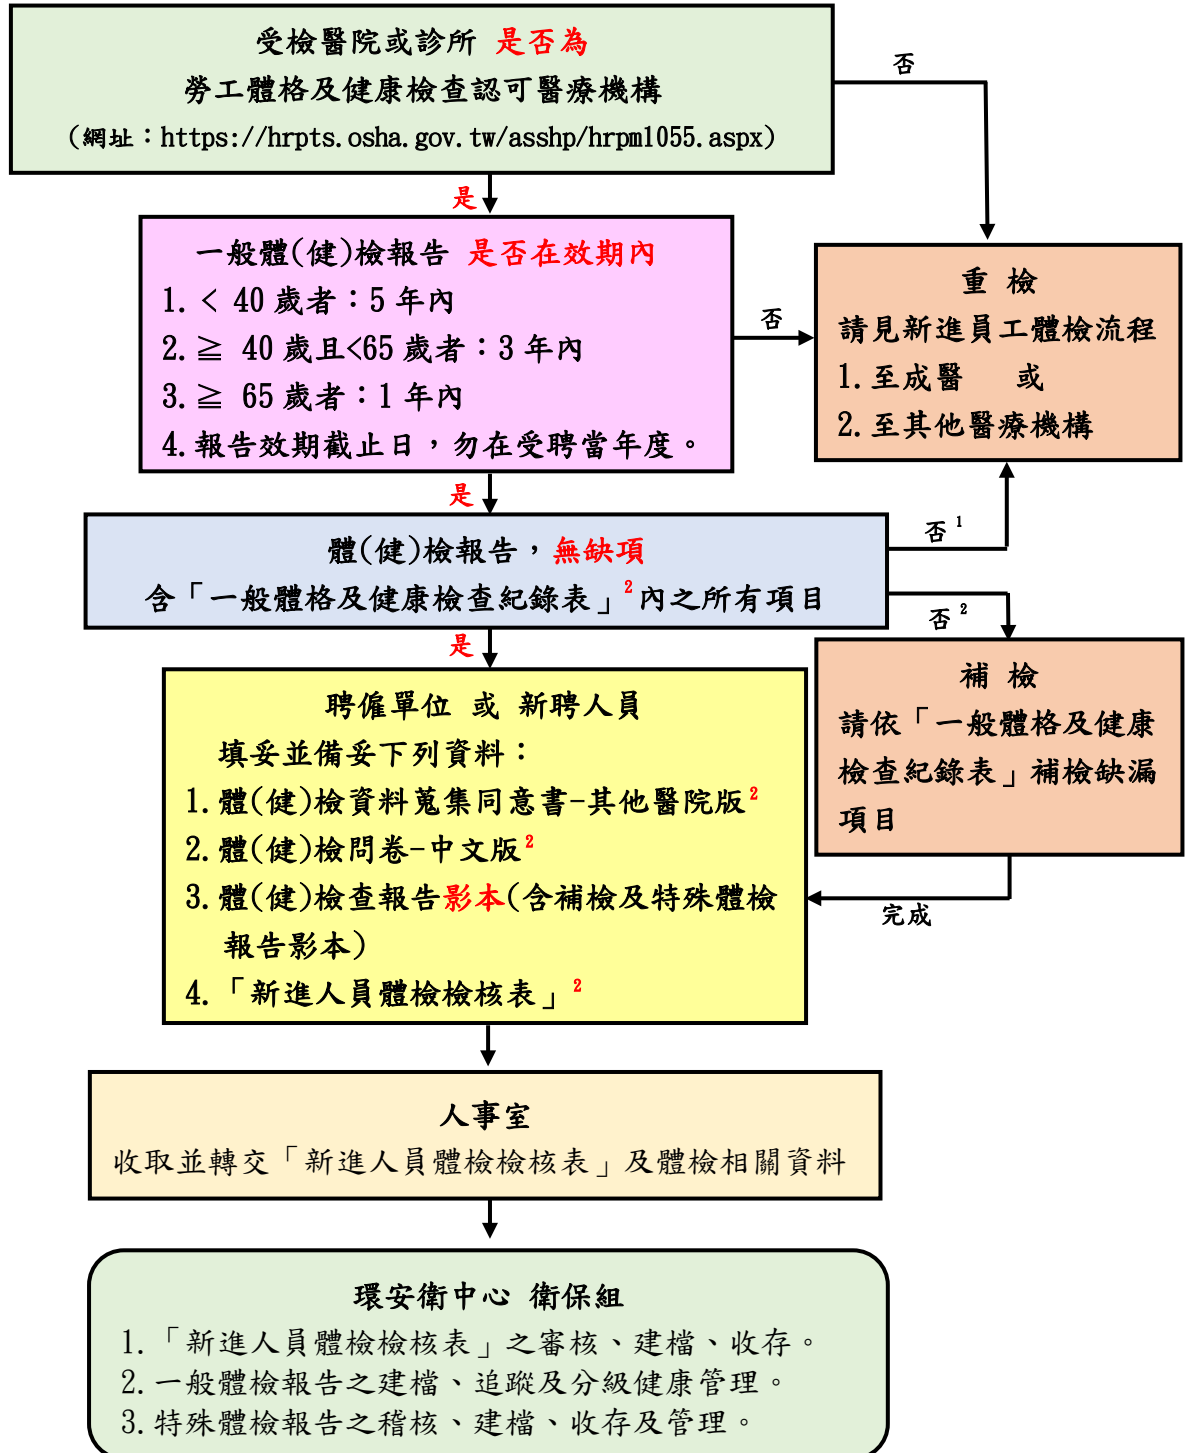 受檢醫院或診所 是否為
勞工體格及健康檢查認可醫療機構
(網址：https://hrpts.osha.gov.tw/asshp/hrpm1055.aspx)
否
是
一般體(健)檢報告 是否在效期內
1. < 40 歲者：5 年內
2. ≧ 40 歲且<65 歲者：3 年內
3. ≧ 65 歲者：1 年內
4. 報告效期截止日，勿在受聘當年度。
否
重 檢
請見新進員工體檢流程
1. 至成醫 或
2. 至其他醫療機構
是
體(健)檢報告，無缺項
含「一般體格及健康檢查紀錄表」2 內之所有項目
否 1
否 2
是
補 檢
請依「一般體格及健康
檢查紀錄表」補檢缺漏
項目
完成
聘僱單位 或 新聘人員
填妥並備妥下列資料：
1. 體(健)檢資料蒐集同意書-其他醫院版2
2. 體(健)檢問卷-中文版2
3. 體(健)檢查報告影本(含補檢及特殊體檢
報告影本)
4. 「新進人員體檢檢核表」2
人事室
收取並轉交「新進人員體檢檢核表」及體檢相關資料
環安衛中心 衛保組
1. 「新進人員體檢檢核表」之審核、建檔、收存。
2. 一般體檢報告之建檔、追蹤及分級健康管理。
3. 特殊體檢報告之稽核、建檔、收存及管理。